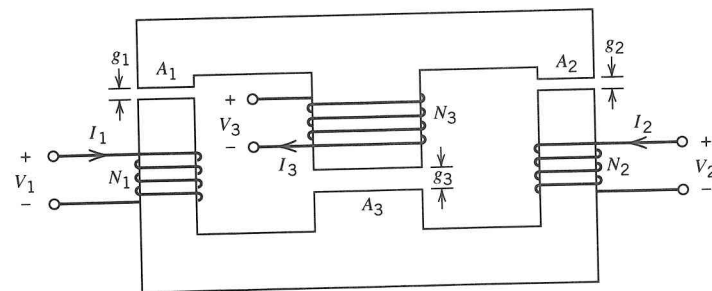 g1
A1
A2
g2
+
V3
−
N3
I1
I3
I2
+
V1
−
N1
g3
A3
N2
+
V2
−